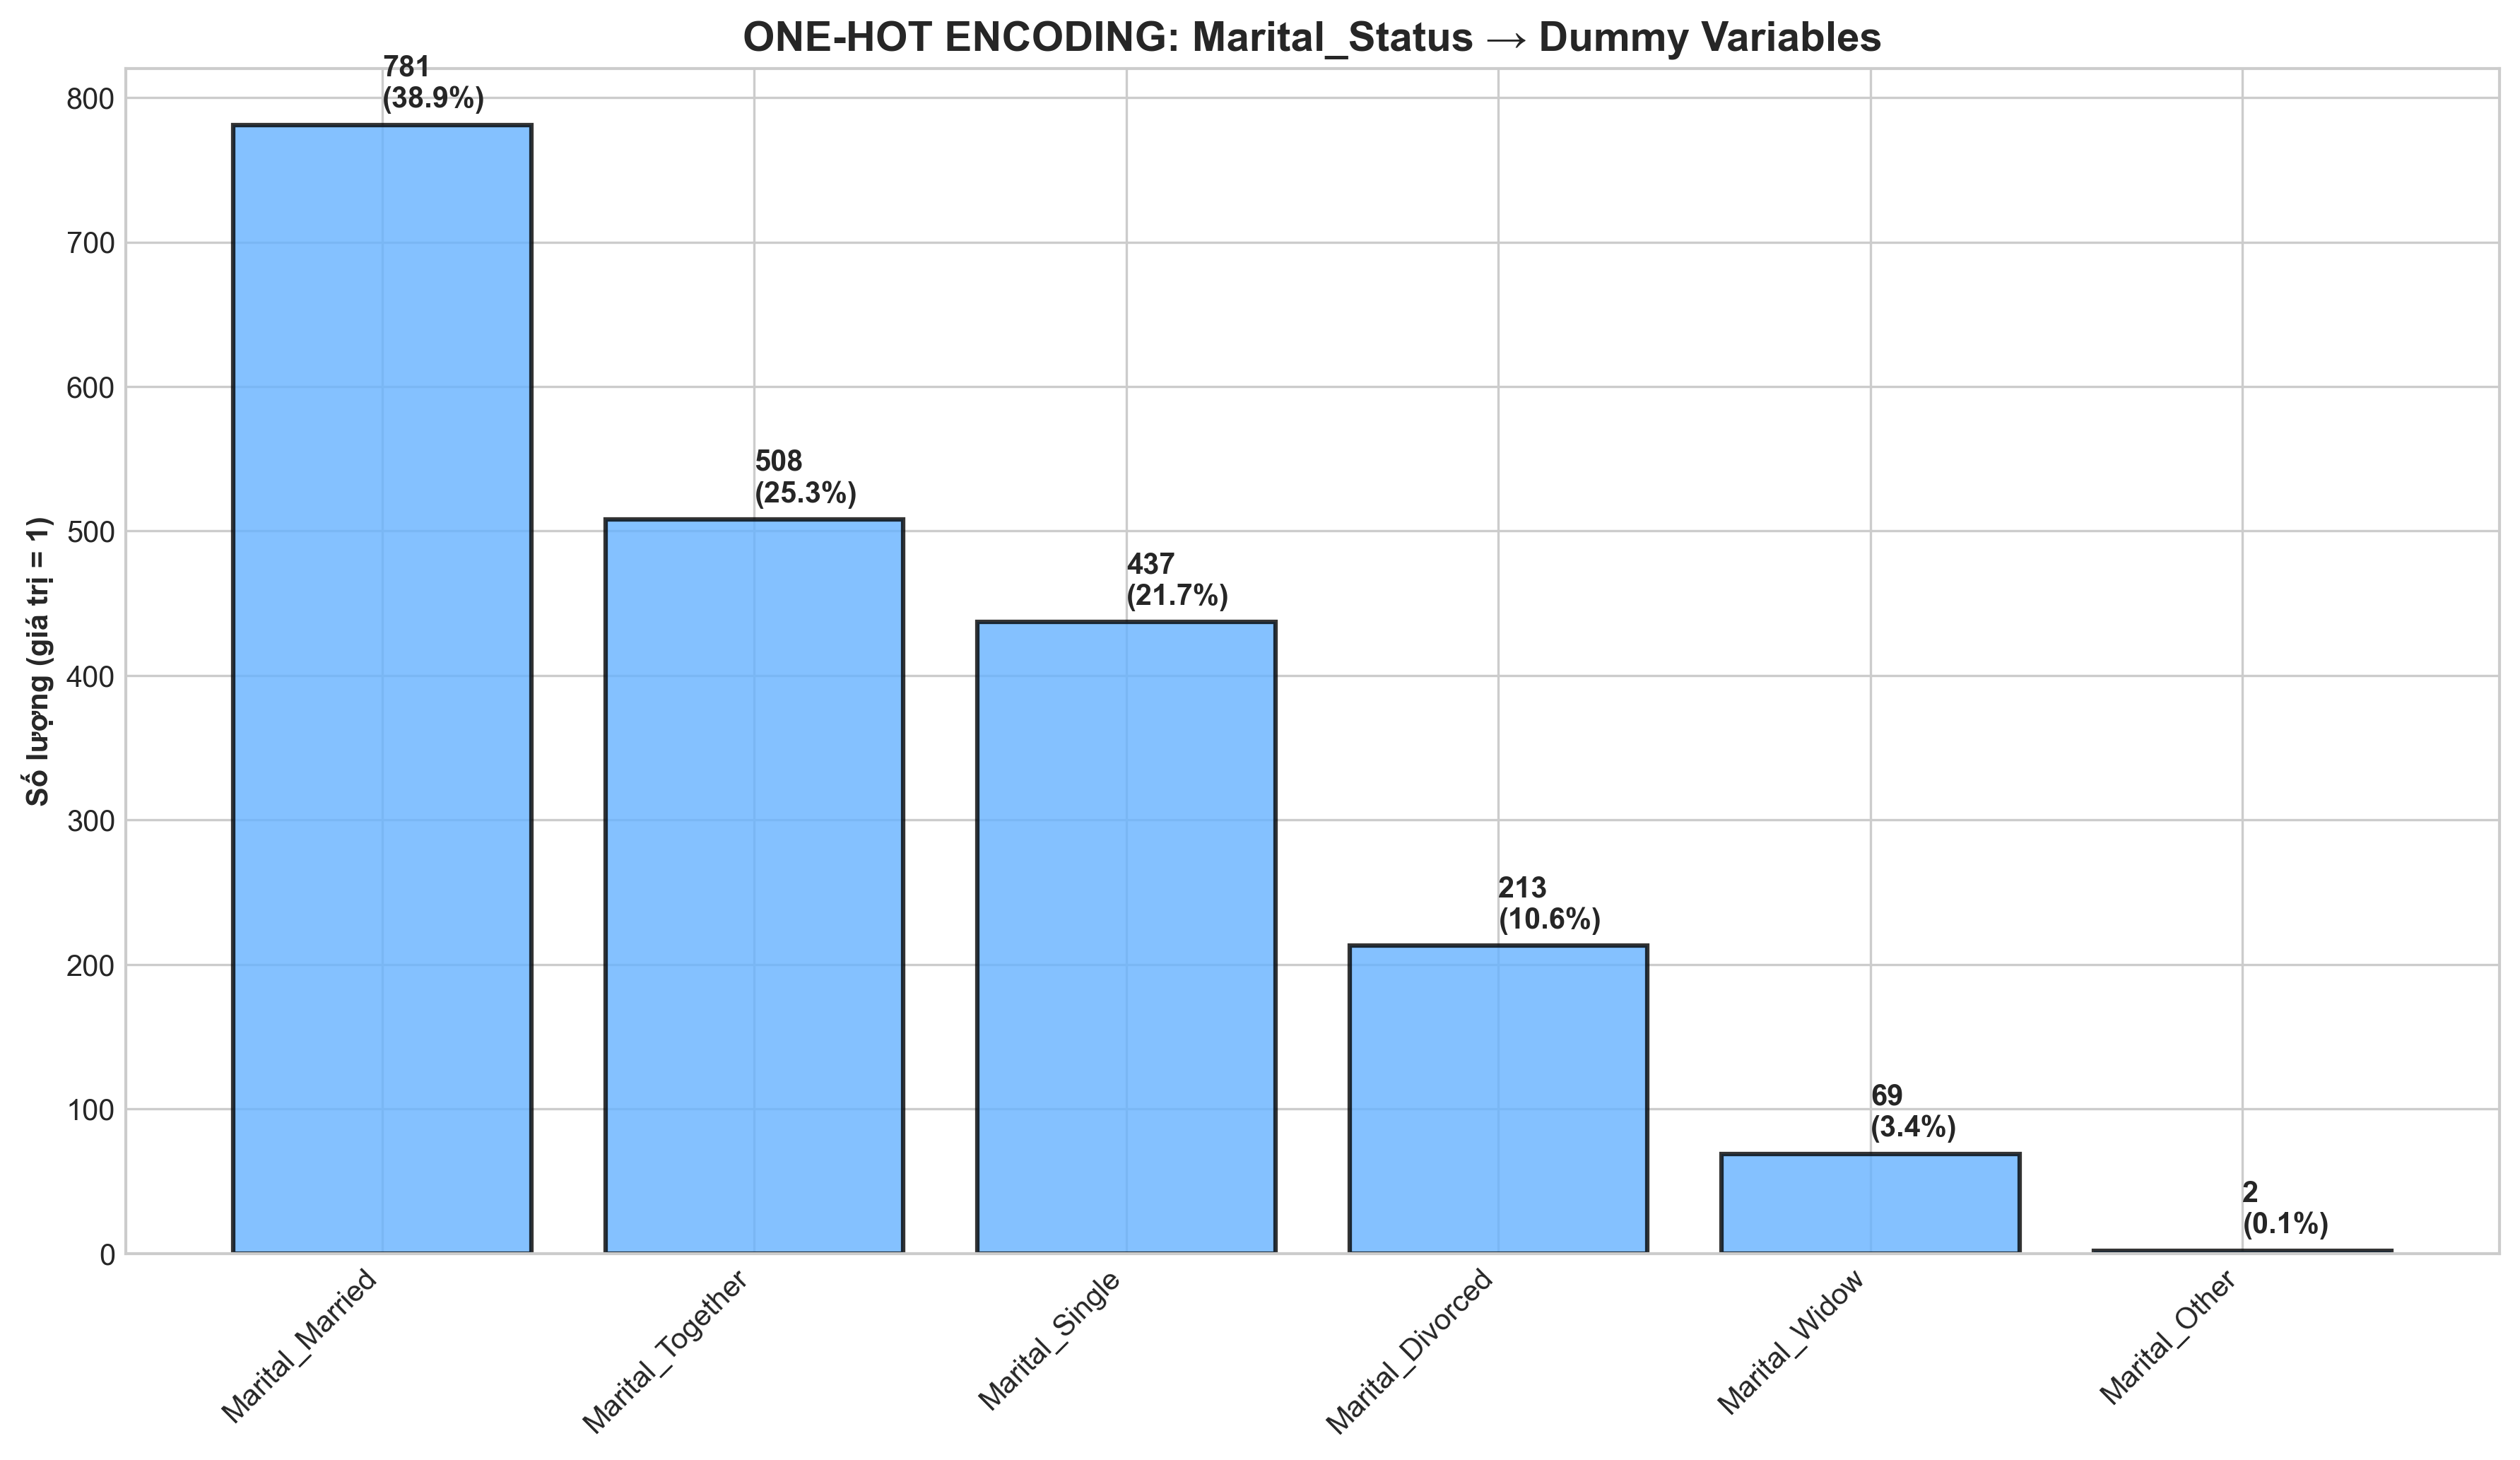 ONE-HOT ENCODING: Marital_Status → Dummy Variables
781
(38.9%)
508
(25.3%)
437
(21.7%)
213
(10.6%)
69
(3.4%)
2
(0.1%)
800
700
600
500
400
300
200
100
0
Số lượng (giá trị = 1)
Marital_Married
Marital_Together
Marital_Single
Marital_Divorced
Marital_Widow
Marital_Other